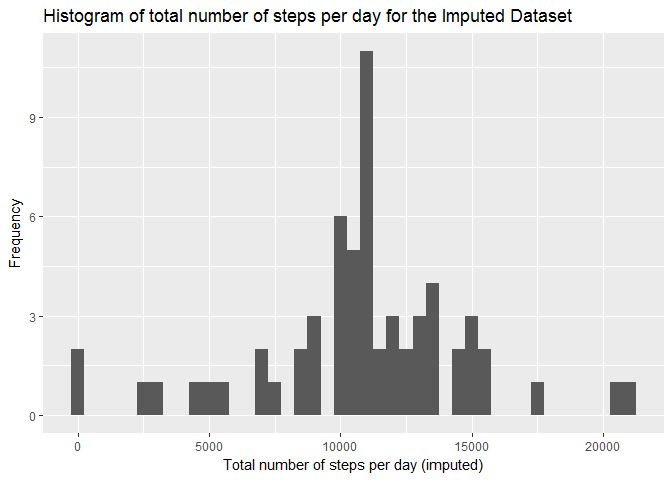 Histogram of total number of steps per day for the Imputed Dataset
Frequency
9
6
3
0
0 5000 10000 15000 20000
Total number of steps per day (imputed)